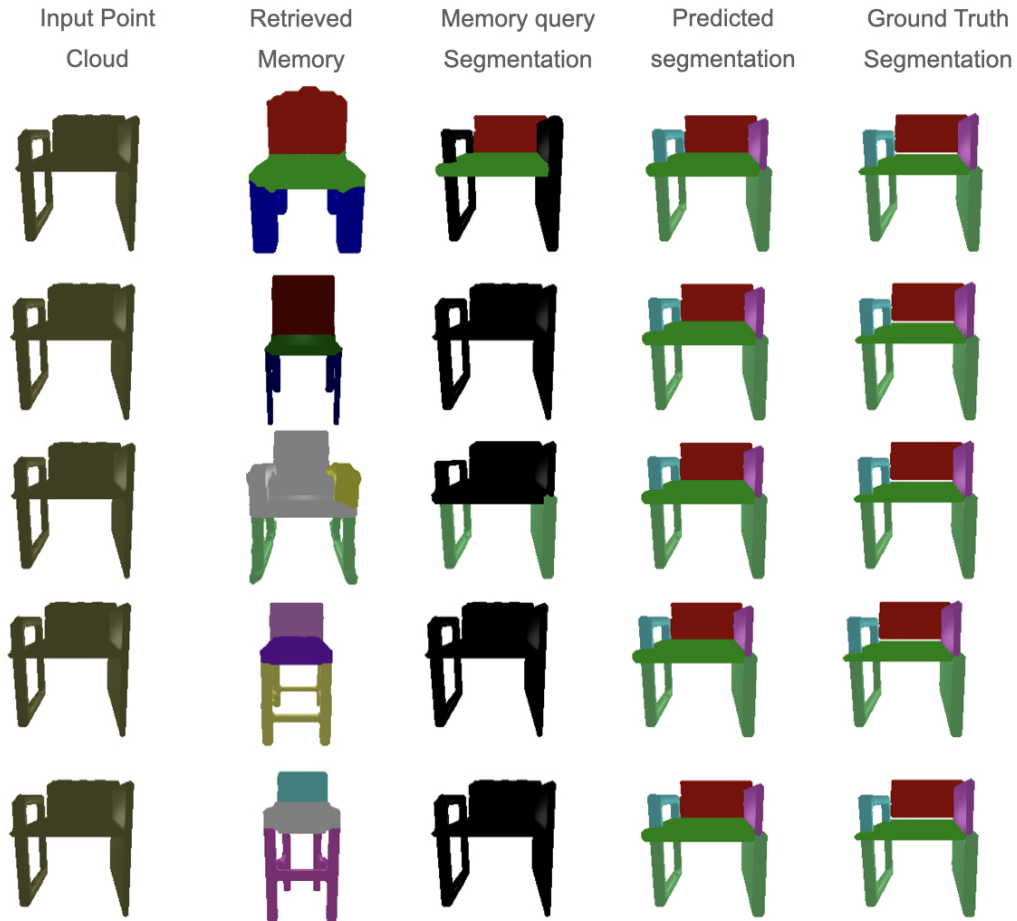 Input Point Cloud
Retrieved Memory
Memory query Segmentation
Predicted segmentation
Ground Truth Segmentation